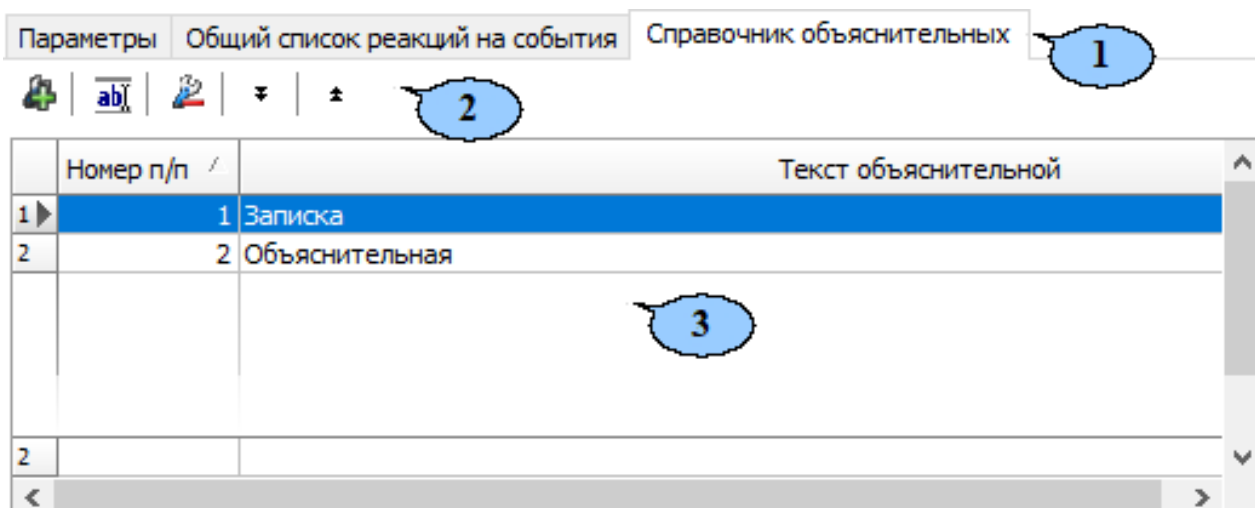 Параметры Общий список реакций на события Справочник объяснительных
1
ab
2
Номер п/п Текст объяснительной
1 1 Записка
2 2 Объяснительная
3
2